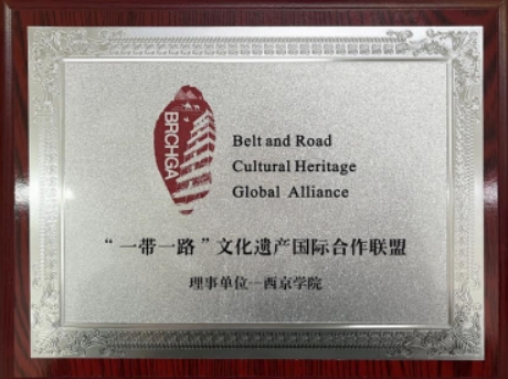 BRCHGA
Belt and Road
Cultural Heritage
Global Alliance
“一带一路”文化遗产国际合作联盟
理事单位—西京学院